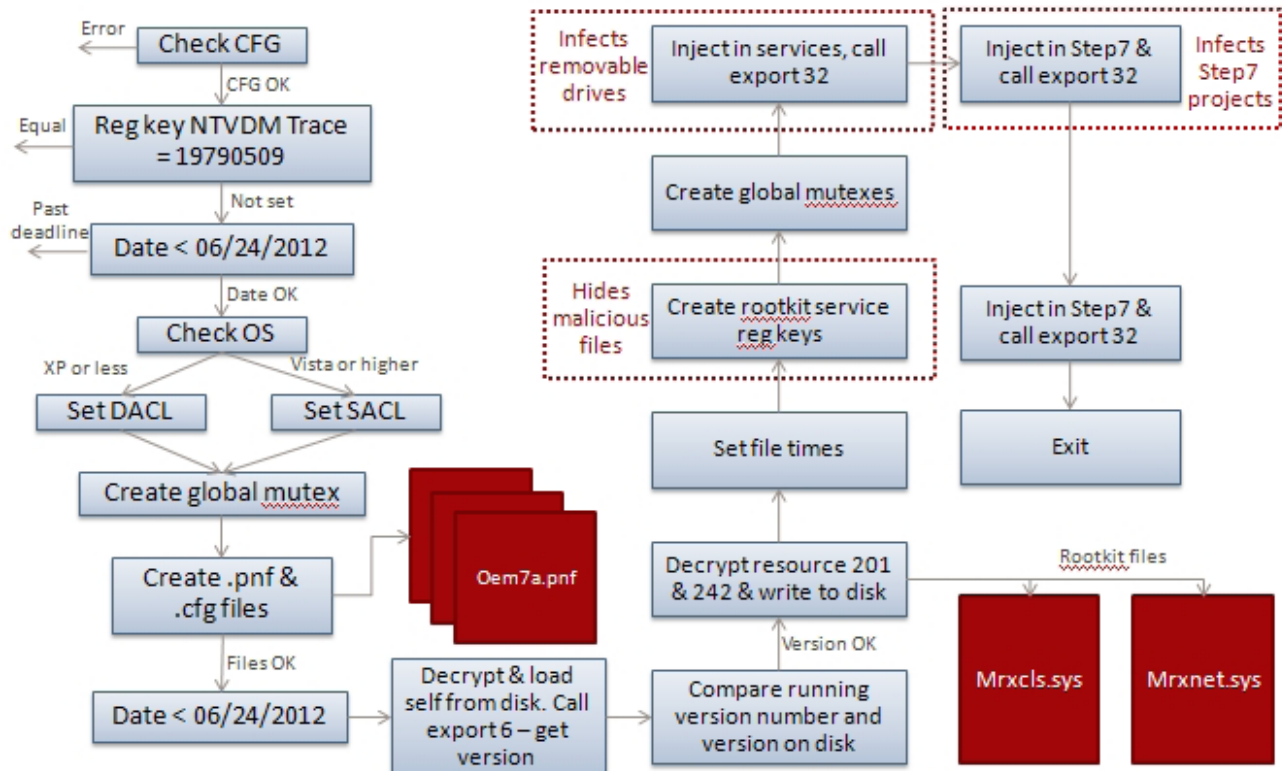 Error
Check CFG
CFG OK
Equal
Reg key NTVDM Trace
= 19790509
Not set
Past
deadline
Date < 06/24/2012
Date OK
Check OS
XP or less
Vista or higher
Set DACL
Set SACL
Create global mutex
Create .pnf &
.cfg files
Oem7a.pnf
Files OK
Date < 06/24/2012
Decrypt & load
self from disk. Call
export 6 – get
version
Compare running
version number and
version on disk
Version OK
Decrypt resource 201
& 242 & write to disk
Rootkit files
Mrxcls.sys
Mrxnet.sys
Set file times
Hides
malicious
files
Create rootkit service
reg keys
Create global mutexes
Infects
removable
drives
Inject in services, call
export 32
Inject in Step7 &
call export 32
Infects
Step7
projects
Inject in Step7 &
call export 32
Exit